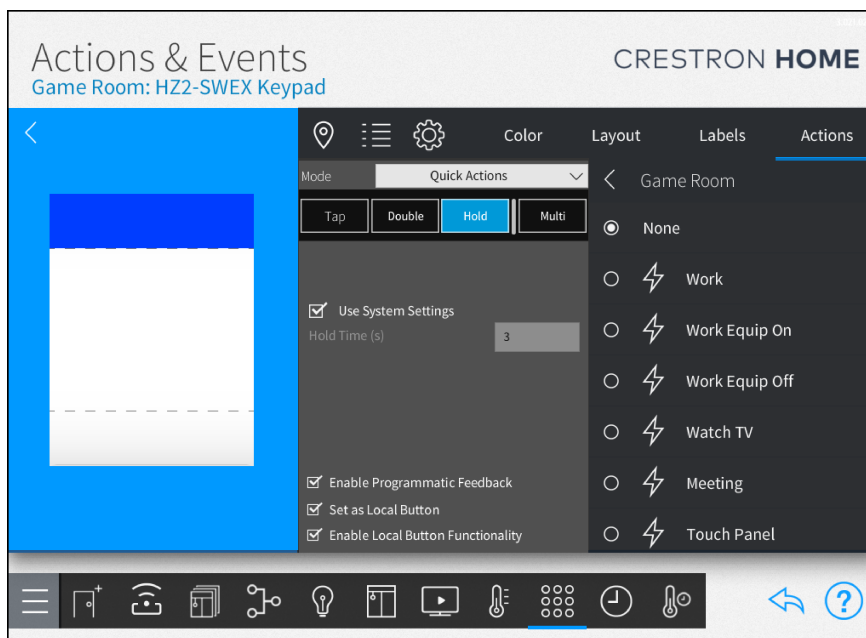 Actions & Events
Game Room: HZ2-SWEX Keypad
CRESTRON HOME
Color Layout Labels Actions
Mode Quick Actions
Game Room
Tap Double Hold Multi
None
Work
Use System Settings
Hold Time (s) 3
Work Equip On
Work Equip Off
Watch TV
Enable Programmatic Feedback
Meeting
Set as Local Button
Enable Local Button Functionality
Touch Panel
?